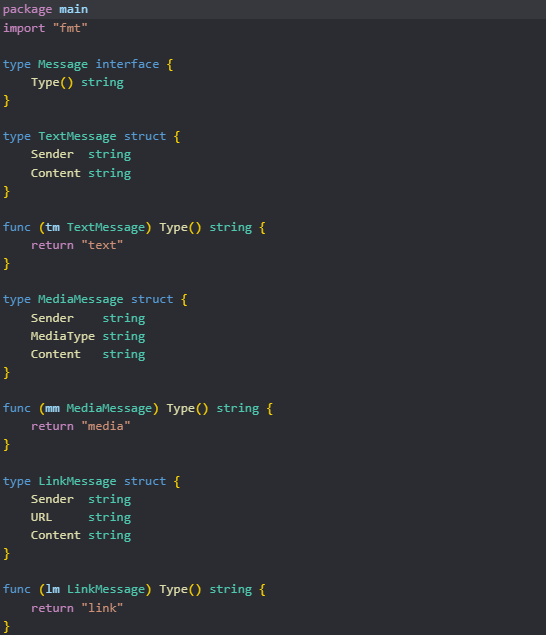 package main
import "fmt"

type Message interface {
    Type() string
}

type TextMessage struct {
    Sender  string
    Content string
}

func (tm TextMessage) Type() string {
    return "text"
}

type MediaMessage struct {
    Sender    string
    MediaType string
    Content   string
}

func (mm MediaMessage) Type() string {
    return "media"
}

type LinkMessage struct {
    Sender  string
    URL     string
    Content string
}

func (lm LinkMessage) Type() string {
    return "link"
}